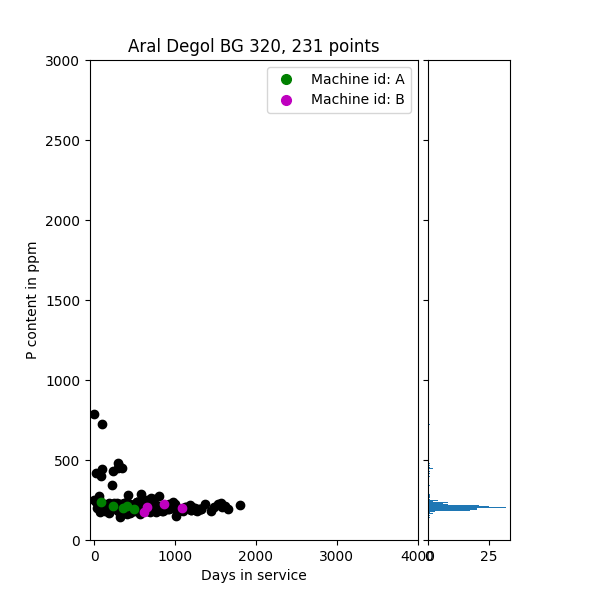 Aral Degol BG 320, 231 points
Machine id: A
Machine id: B
P content in ppm
3000
2500
2000
1500
1000
500
0
0
1000
2000
3000
4000
0
25
Days in service